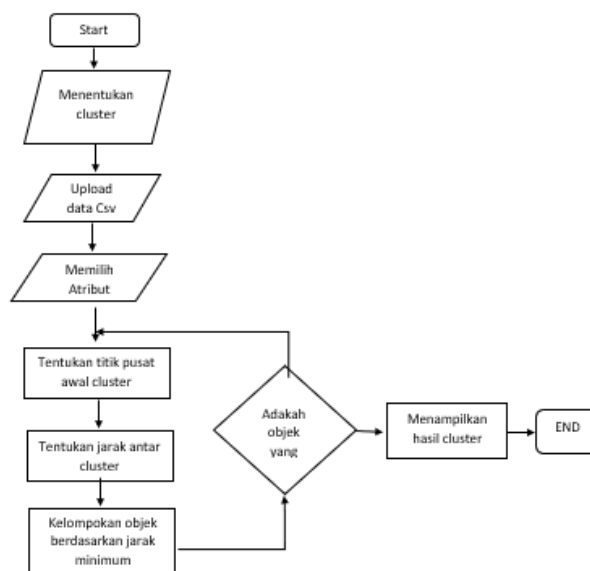 Start
Menentukan
cluster
Upload
data Csv
Memilih
Atribut
Tentukan titik pusat
awal cluster
Tentukan jarak antar
cluster
Kelompokan objek
berdasarkan jarak
minimum
Adakah
objek
yang
Menampilkan
hasil cluster
END